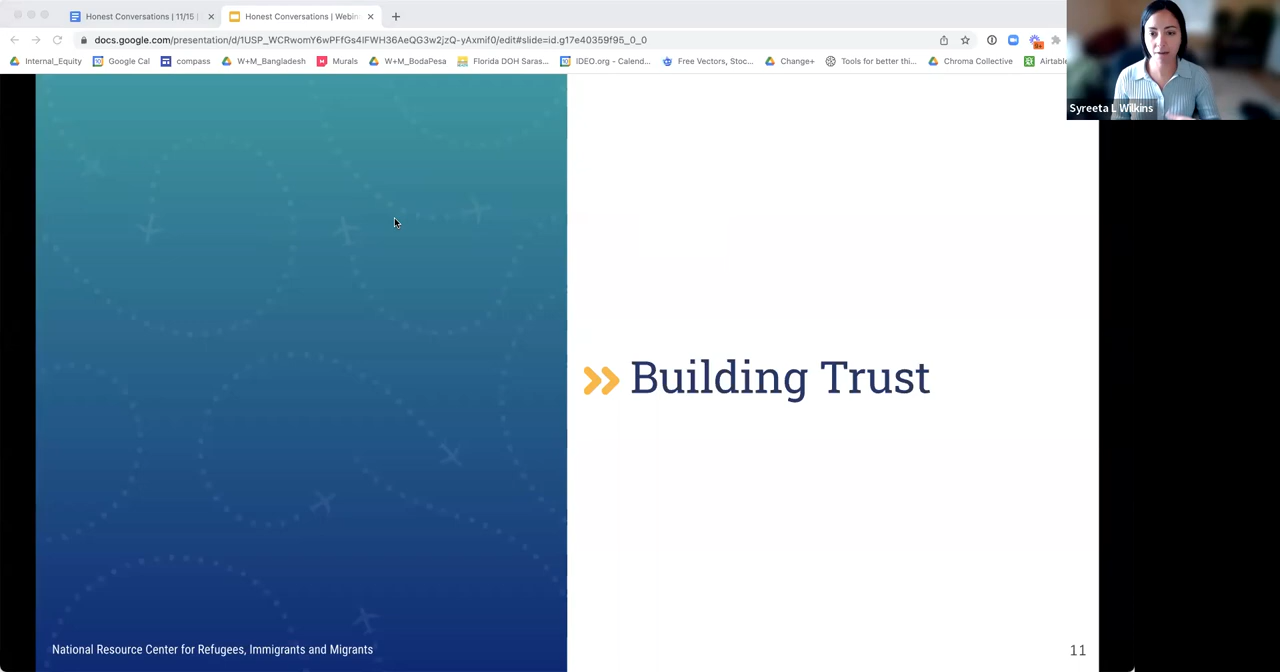 Honest Conversations | 11/15 |
Honest Conversations | Webin
docs.google.com/presentation/d/1USP_WCRwomY6wPFfGs4lFWH36AeQG3w2jzQ-yAxmif0/edit#slide=id.g17e40359f95_0_0
Internal_Equity Google Cal compass W+M_Bangladesh Murals W+M_BodaPesa Florida DOH Saras... IDEO.org - Calend... Free Vectors, Stoc... Change+ Tools for better thi... Chroma Collective Airtable
Syreeta L Wilkins
Building Trust
National Resource Center for Refugees, Immigrants and Migrants
11